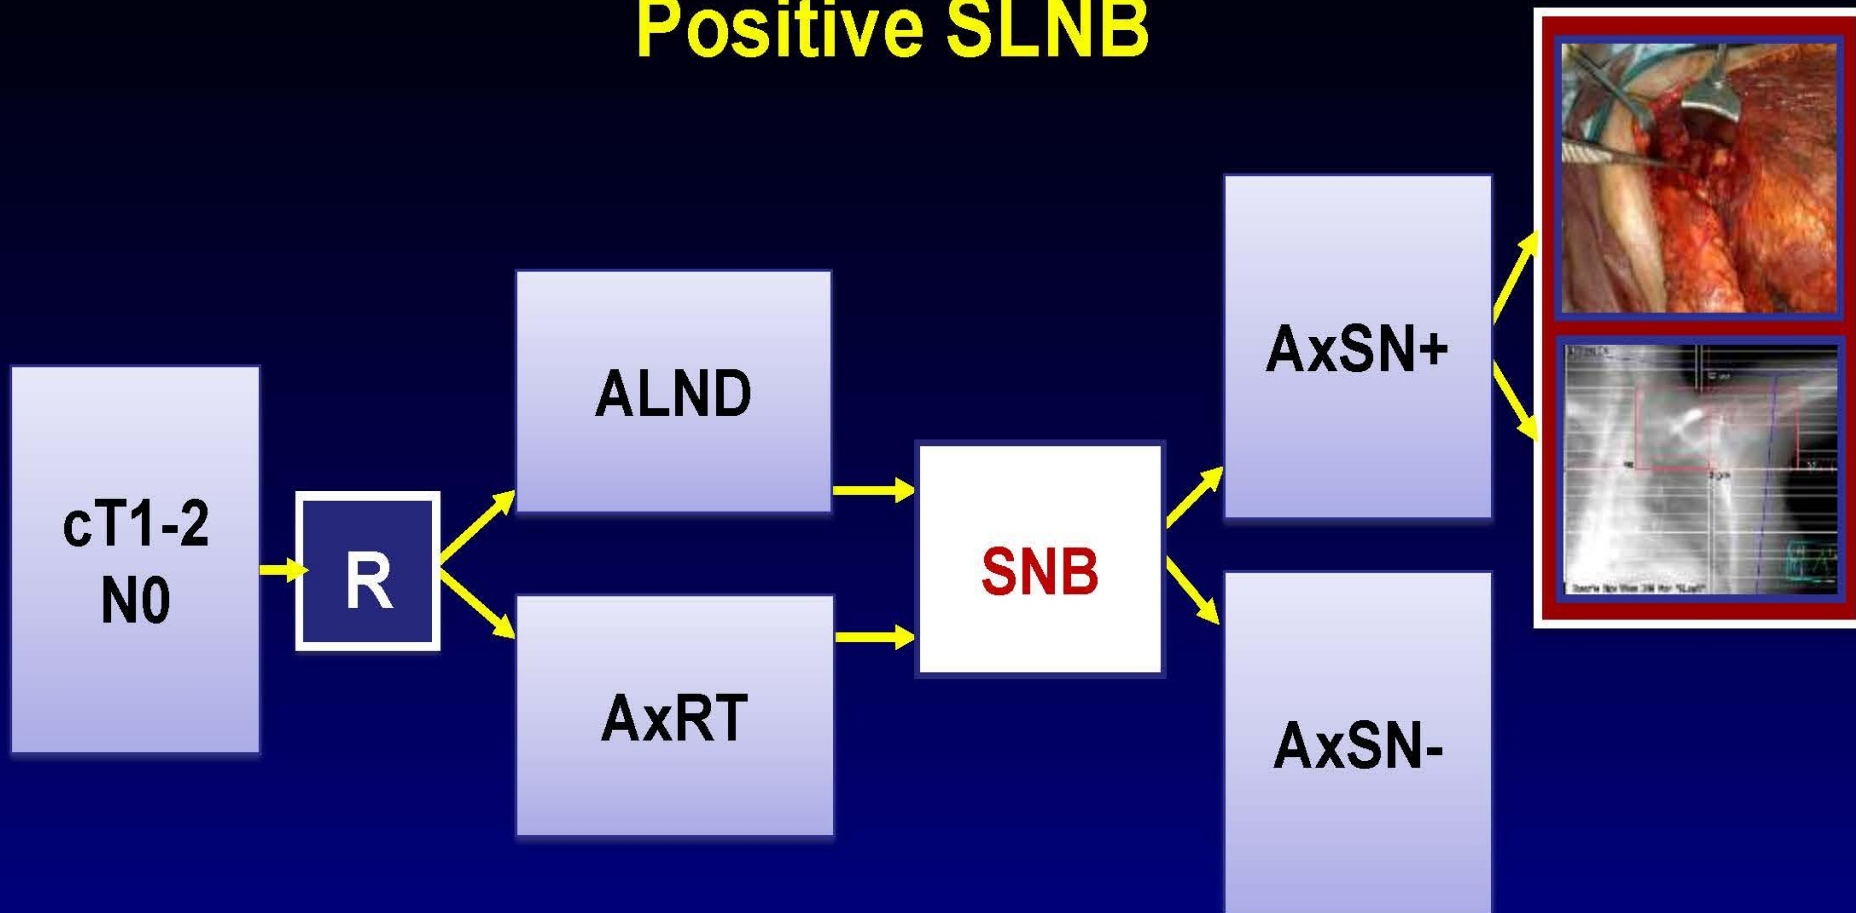 Positive SLNB
cT1-2
N0
R
ALND
AxRT
SNB
AxSN+
AxSN-